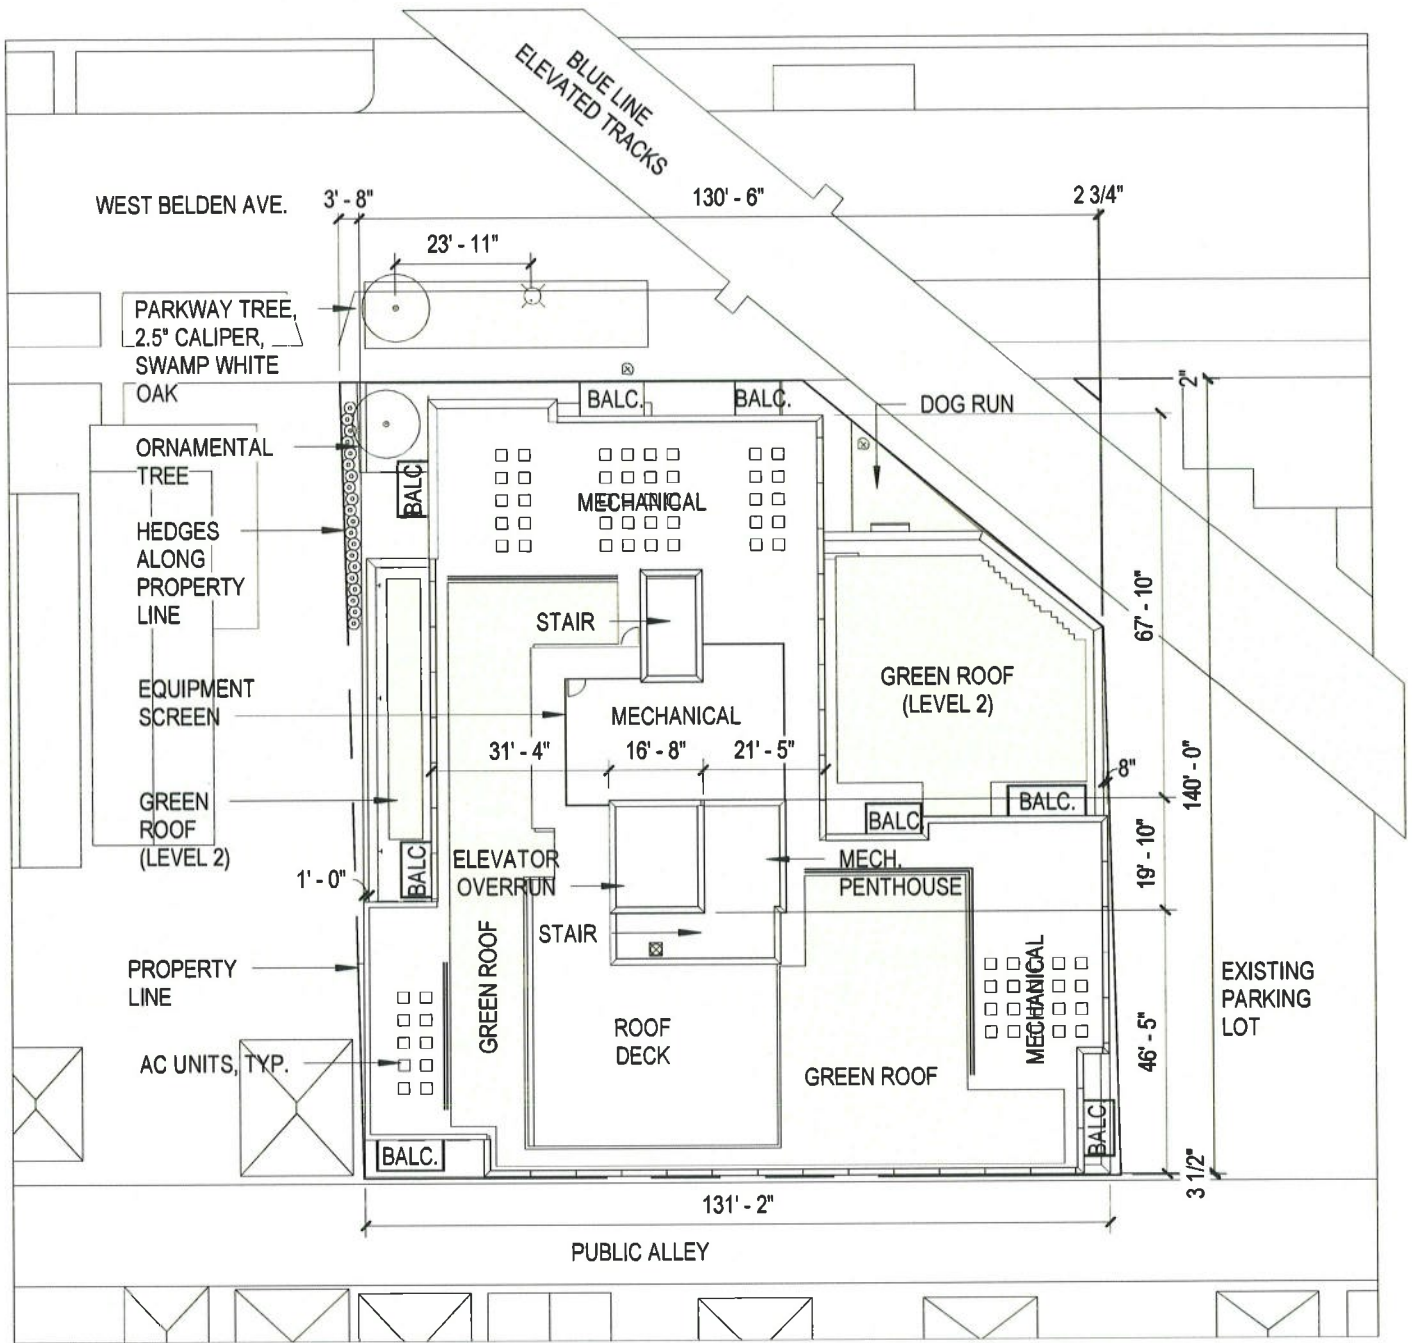 BLUE LINE
ELEVATED TRACKS
WEST BELDEN AVE.
3' - 8"
130' - 6"
2 3/4"
23' - 11"
PARKWAY TREE,
2.5" CALIPER,
SWAMP WHITE
OAK
BALC.
BALC.
DOG RUN
2"
ORNAMENTAL
TREE
BALC
MECHANICAL
HEDGES
ALONG
PROPERTY
LINE
STAIR
67' - 10"
EQUIPMENT
SCREEN
MECHANICAL
GREEN ROOF
(LEVEL 2)
31' - 4"
16' - 8"
21' - 5"
8"
140' - 0"
GREEN
ROOF
(LEVEL 2)
BALC.
BALC
BALC
ELEVATOR
OVERRUN
MECH.
PENTHOUSE
19' - 10"
1' - 0"
STAIR
GREEN ROOF
PROPERTY
LINE
MECHANICAL
EXISTING
PARKING
LOT
ROOF
DECK
46' - 5"
AC UNITS, TYP.
GREEN ROOF
BALC
BALC.
3 1/2"
131' - 2"
PUBLIC ALLEY